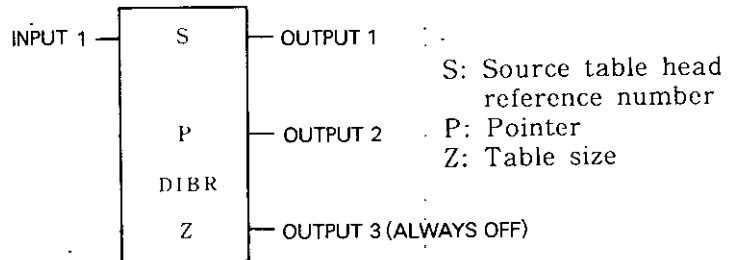 INPUT 1 S OUTPUT 1
S: Source table head
reference number
P OUTPUT 2
P: Pointer
Z: Table size
DIBR
Z OUTPUT 3 (ALWAYS OFF)